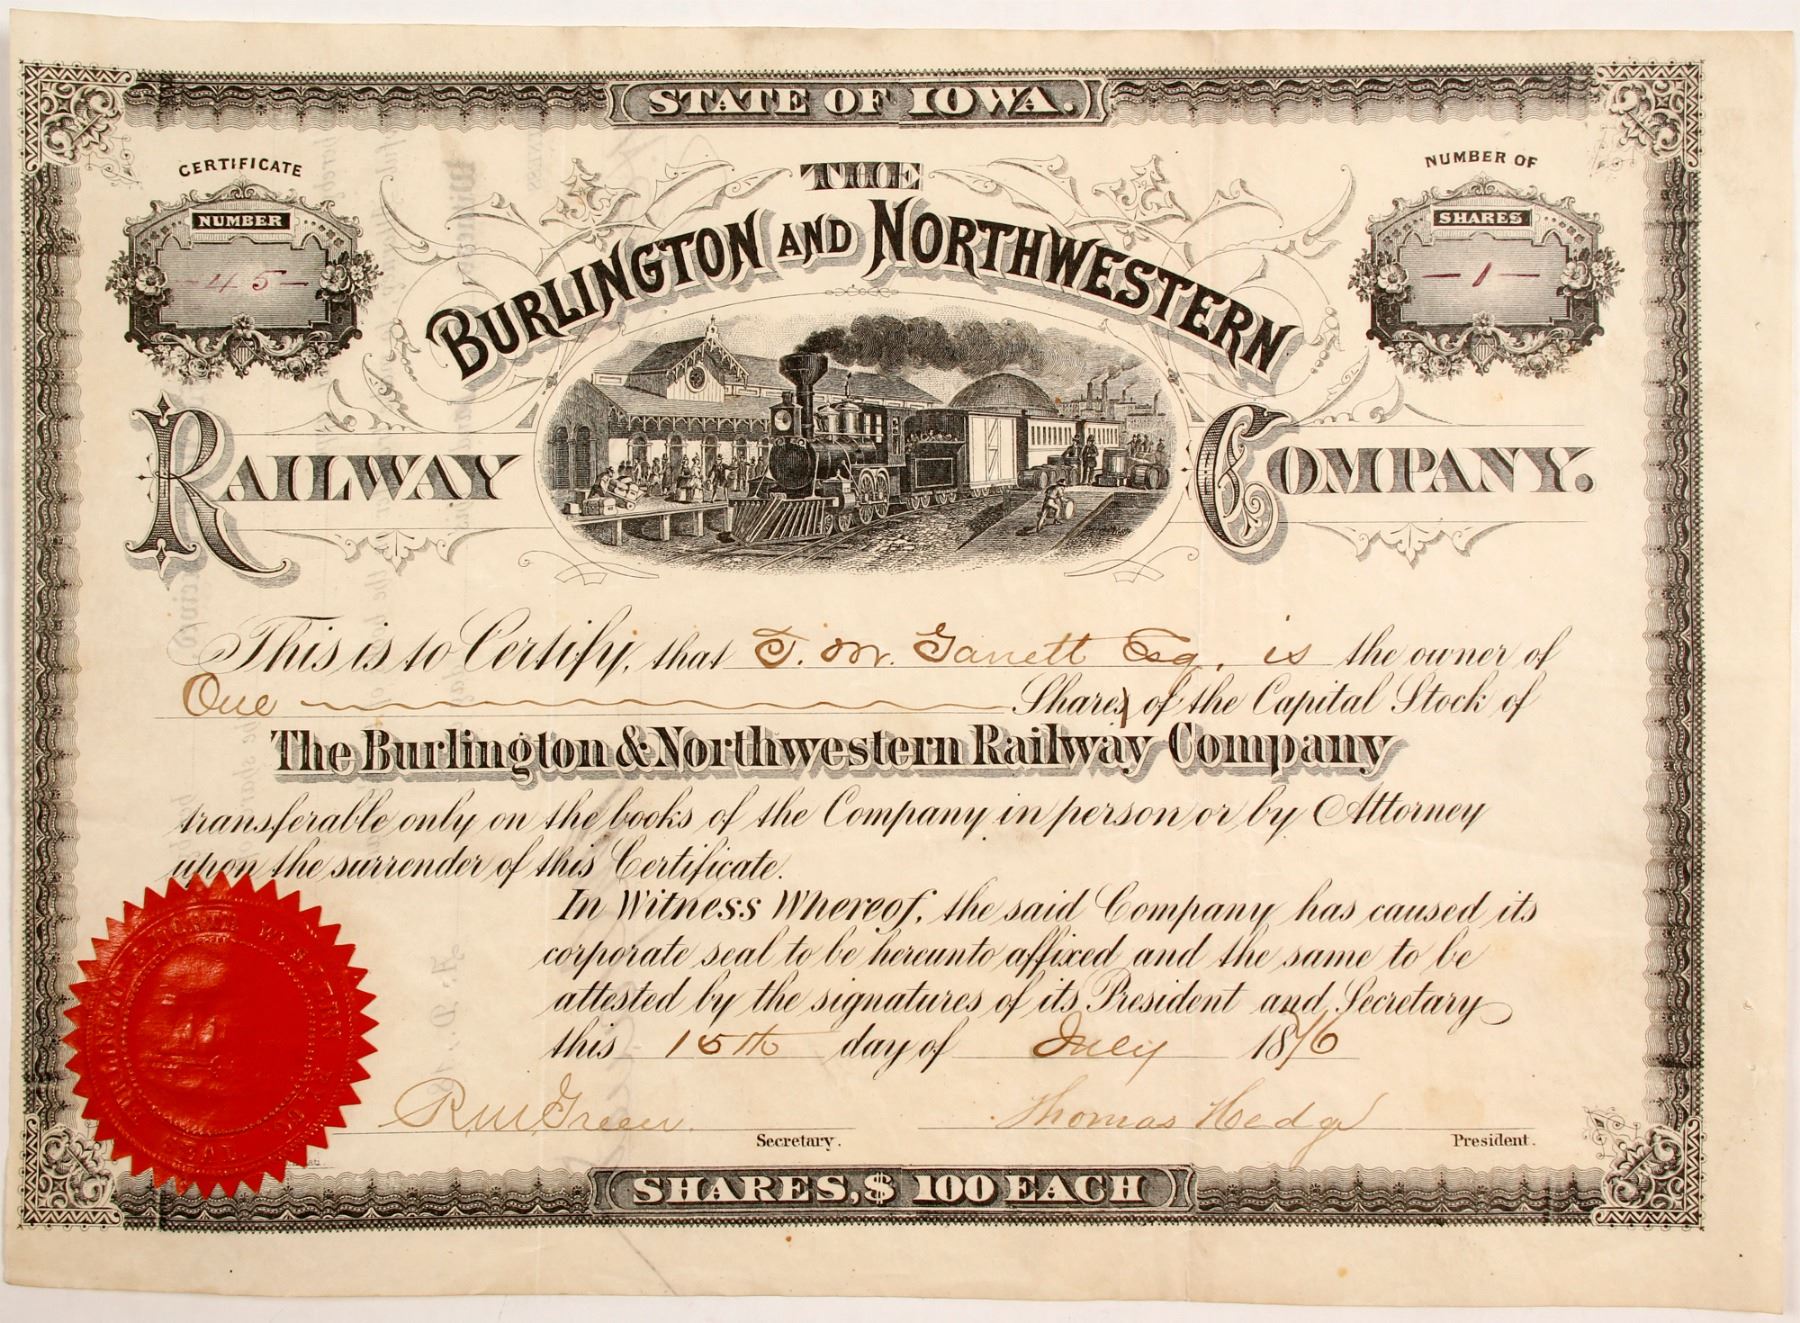 STATE OF IOWA.
CERTIFICATE
NUMBER
- 45 -
NUMBER OF
SHARES
- 1 -
THE
BURLINGTON AND NORTHWESTERN
RAILWAY COMPANY.
This is to Certify, that T. W. Garrett Esq, is the owner of
One Shares of the Capital Stock of
The Burlington & Northwestern Railway Company
transferable only on the books of the Company in person or by Attorney
upon the surrender of this Certificate.
In Witness Whereof, the said Company has caused its
corporate seal to be hereunto affixed and the same to be
attested by the signatures of its President and Secretary
this 15th day of July 1876
R M Green Thomas Hedge
Secretary. President.
SHARES, $100 EACH